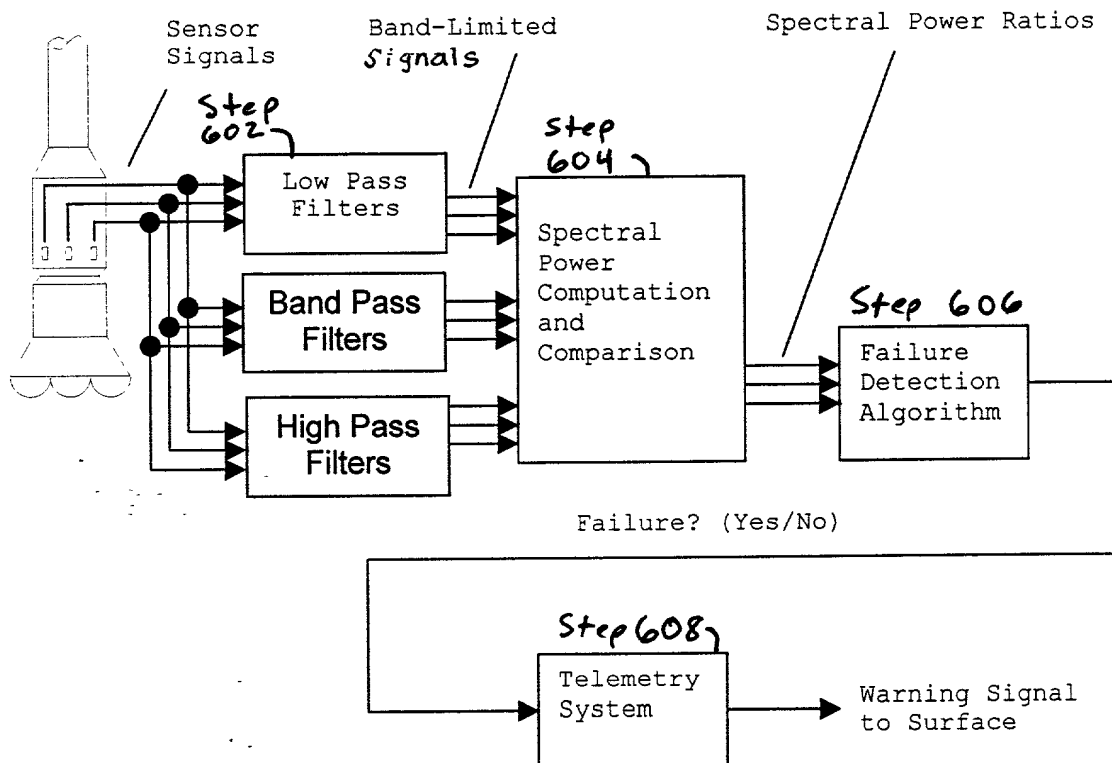 Sensor
Signals
Band-Limited
Signals
Spectral Power Ratios
Step
602
Step
604
Low Pass
Filters
Spectral
Power
Computation
and
Comparison
Band Pass
Filters
Step 606
Failure
Detection
Algorithm
High Pass
Filters
Failure? (Yes/No)
Step 608
Telemetry
System
Warning Signal
to Surface